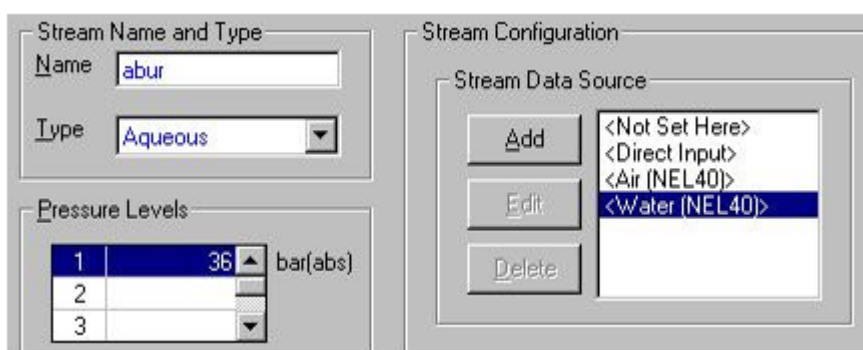 Stream Name and Type
Name abur
Type Aqueous
Pressure Levels
1 36 bar(abs)
2
3
Stream Configuration
Stream Data Source
Add
Edit
Delete
<Not Set Here>
<Direct Input>
<Air (NEL40)>
<Water (NEL40)>